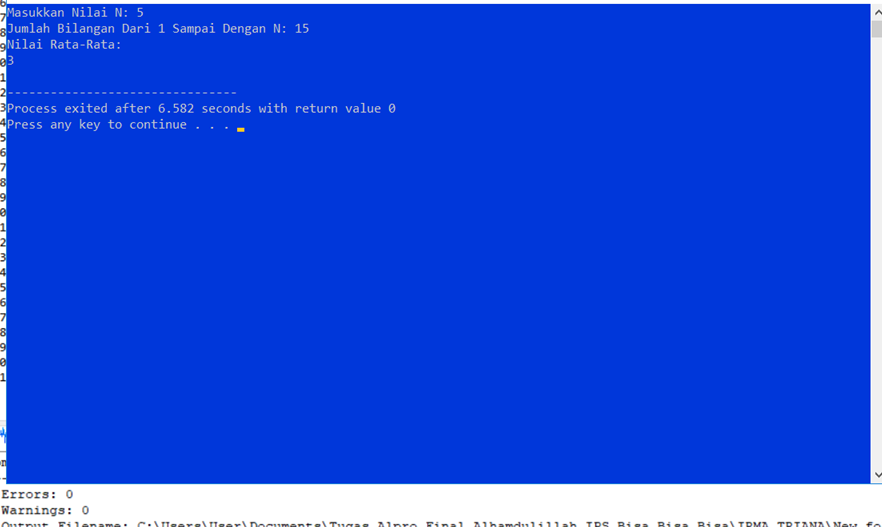 Masukkan Nilai N: 5
Jumlah Bilangan Dari 1 Sampai Dengan N: 15
Nilai Rata-Rata:
3
--------------------------------
Process exited after 6.582 seconds with return value 0
Press any key to continue . . .
Errors: 0
Warnings: 0
Output Filename: C:\Users\User\Documents\Tugas Alpro Final Alhamdulillah IPS Bisa Bisa Bisa\IRMA TRIANA\New fo